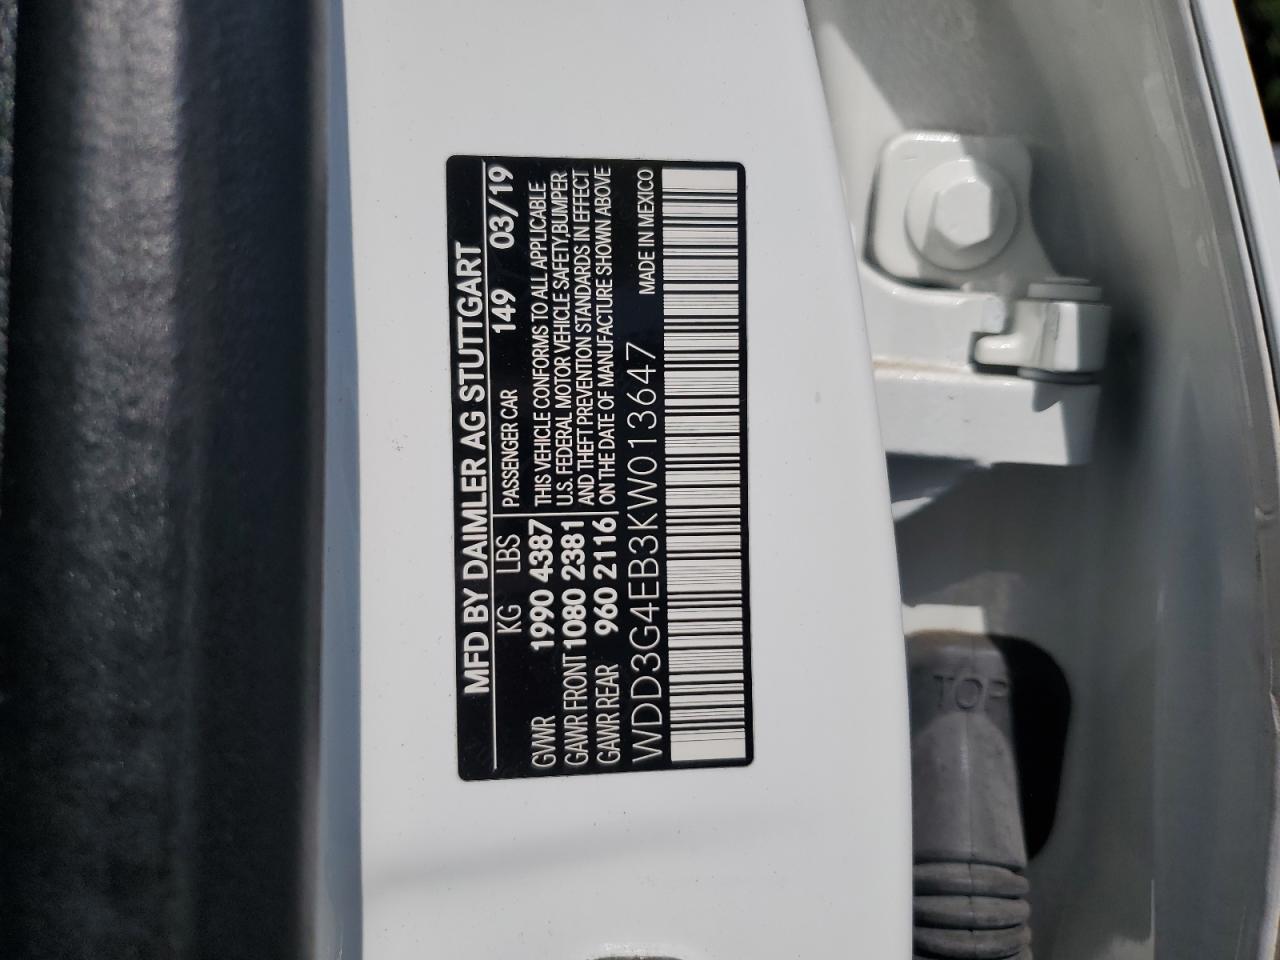 MFD BY DAIMLER AG STUTTGART
KG LBS PASSENGER CAR 149 03/19
GVWR 1990 4387 THIS VEHICLE CONFORMS TO ALL APPLICABLE
GAWR FRONT 1080 2381 U.S. FEDERAL MOTOR VEHICLE SAFETY,BUMPER,
GAWR REAR 960 2116 AND THEFT PREVENTION STANDARDS IN EFFECT
ON THE DATE OF MANUFACTURE SHOWN ABOVE
WDD3G4EB3KW013647 MADE IN MEXICO
TOP